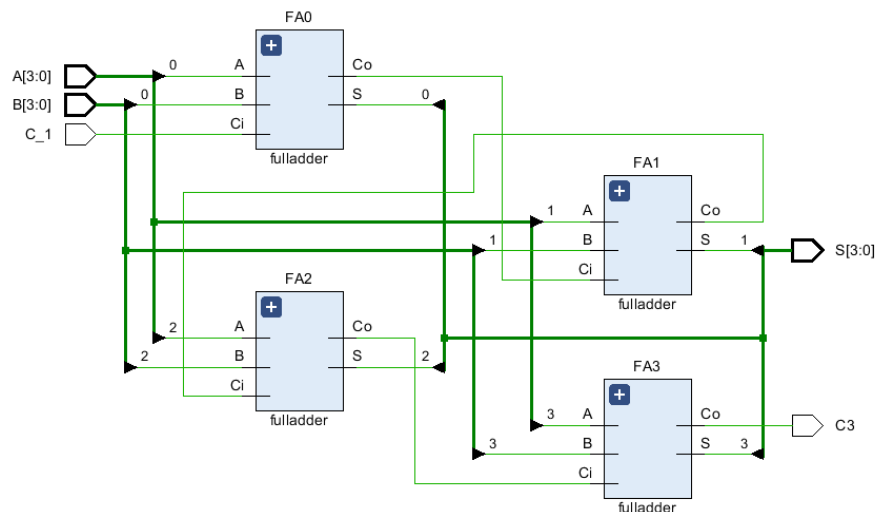 FA0
0 A Co
A[3:0]
0 B S 0
B[3:0]
C_1 Ci
fulladder
FA1
1 A Co
1 B S 1
S[3:0]
Ci
fulladder
FA2
2 A Co
2 B S 2
Ci
fulladder
FA3
3 A Co
C3
3 B S 3
Ci
fulladder